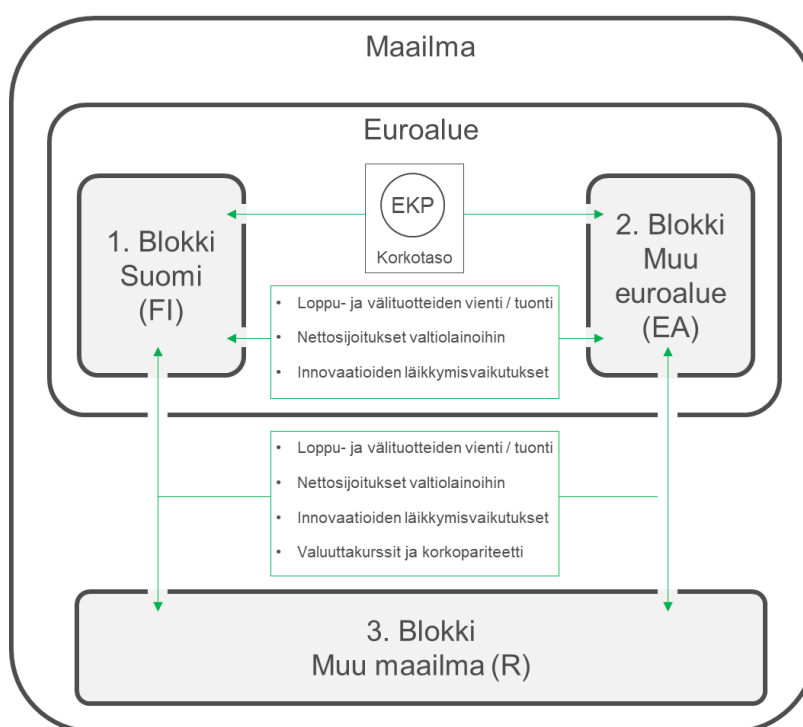 Maailma
Euroalue
1. Blokki
Suomi
(FI)
EKP
Korkotaso
2. Blokki
Muu
euroalue
(EA)
• Loppu- ja välituotteiden vienti / tuonti
• Nettosijoitukset valtiolainoihin
• Innovaatioiden läikkymisvaikutukset
• Loppu- ja välituotteiden vienti / tuonti
• Nettosijoitukset valtiolainoihin
• Innovaatioiden läikkymisvaikutukset
• Valuuttakurssit ja korkopariteetti
3. Blokki
Muu maailma (R)